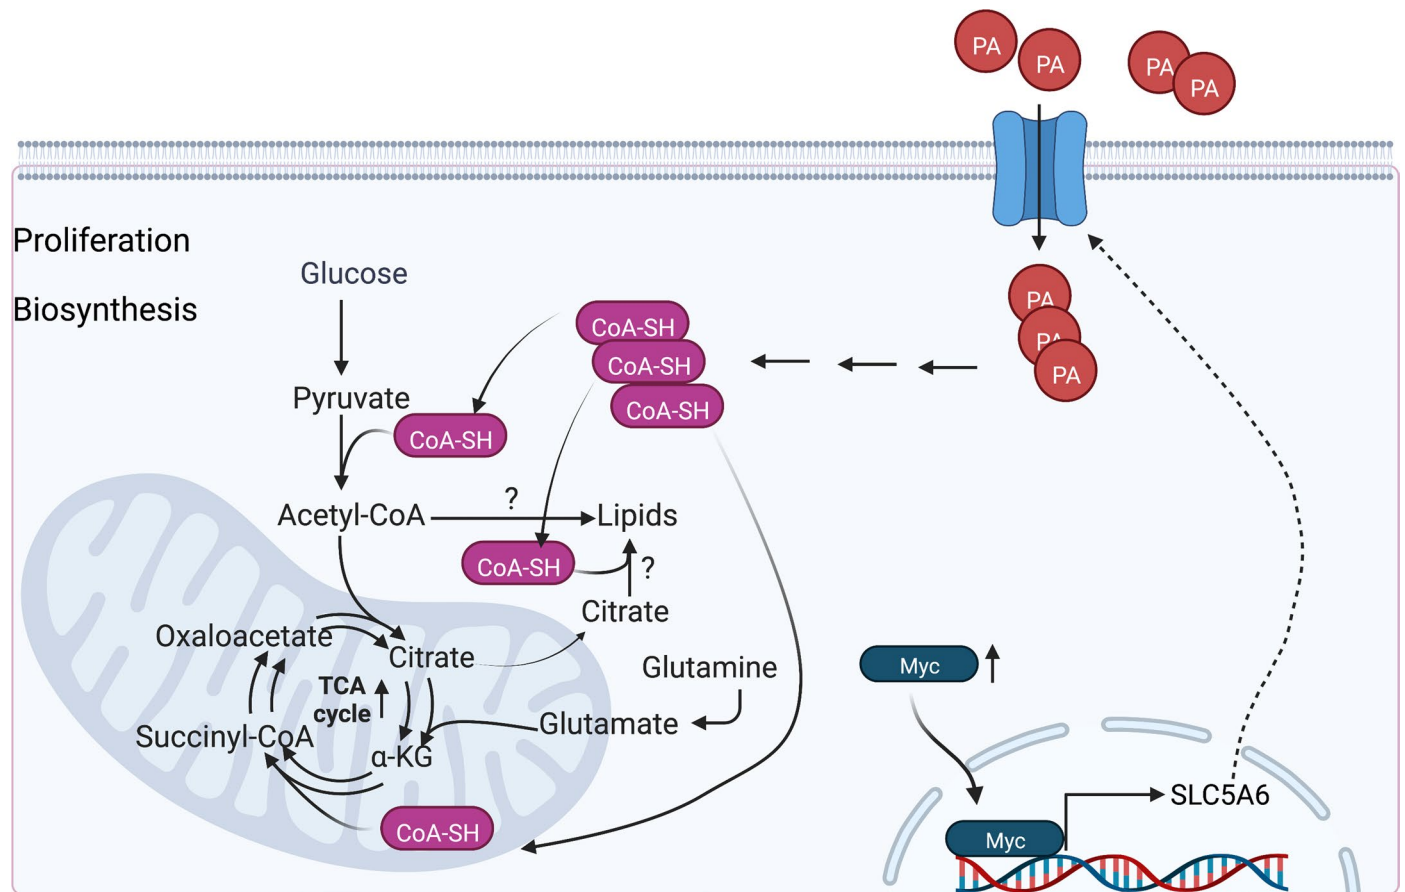 PA
PA
PA
PA
Proliferation
Glucose
Biosynthesis
PA
PA
PA
CoA-SH
CoA-SH
CoA-SH
Pyruvate
CoA-SH
?
Acetyl-CoA
Lipids
CoA-SH
?
Citrate
Oxaloacetate
Citrate
Glutamine
Myc
TCA
cycle
Glutamate
Succinyl-CoA
α-KG
SLC5A6
CoA-SH
Myc